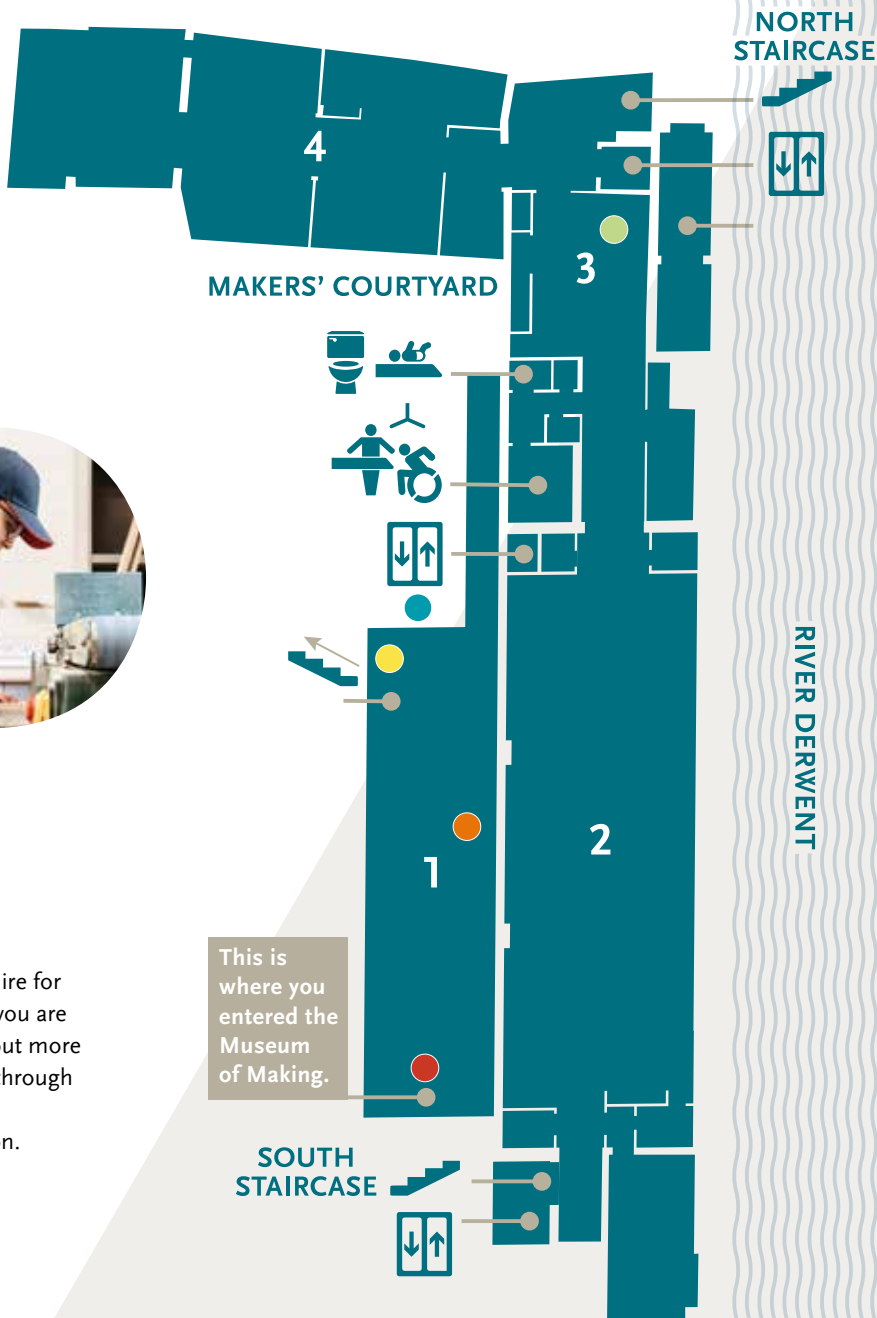 NORTH
STAIRCASE
4
3
MAKERS’ COURTYARD
RIVER DERWENT
2
1
This is
where you
entered the
Museum
of Making.
ire for
you are
out more
through
n.
SOUTH
STAIRCASE